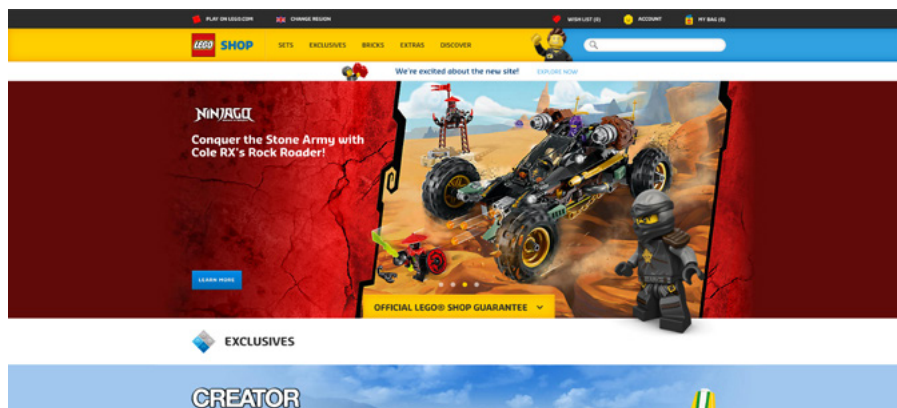 PLAY ON LEGO.COM
CHANGE REGION
WISH LIST (0)
ACCOUNT
MY BAG (0)
LEGO SHOP
SETS
EXCLUSIVES
BRICKS
EXTRAS
DISCOVER
We're excited about the new site!
EXPLORE NOW
NINJAGO
Conquer the Stone Army with
Cole RX's Rock Roader!
LEARN MORE
OFFICIAL LEGO® SHOP GUARANTEE
EXCLUSIVES
CREATOR